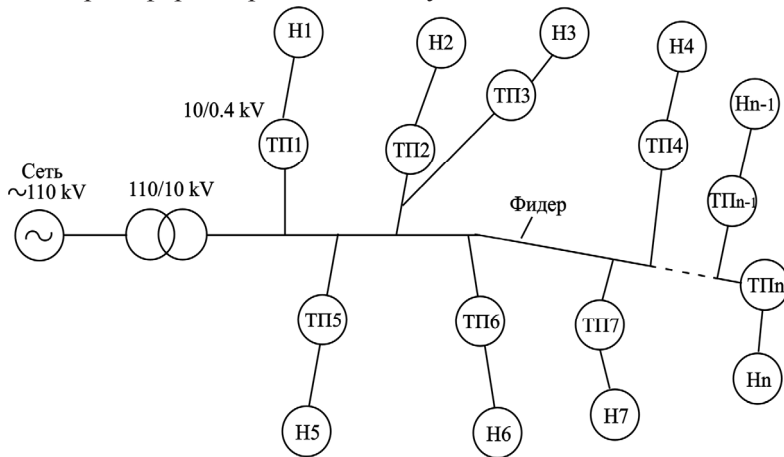 Н1
Н2
Н3
Н4
Нn-1
10/0.4 kV
ТП1
ТП2
ТП3
ТП4
ТПn-1
Сеть
~110 kV
110/10 kV
Фидер
ТПn
ТП5
ТП6
ТП7
Нn
Н5
Н6
Н7